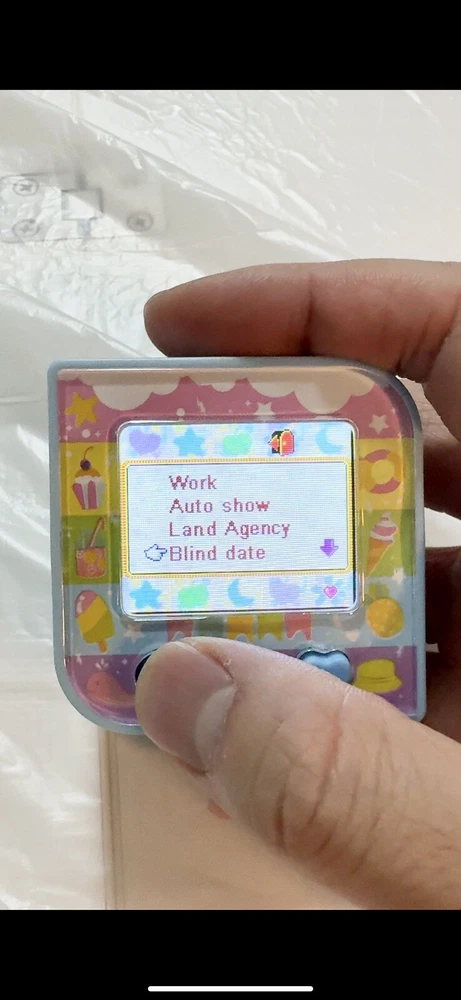 Work
Auto show
Land Agency
Blind date